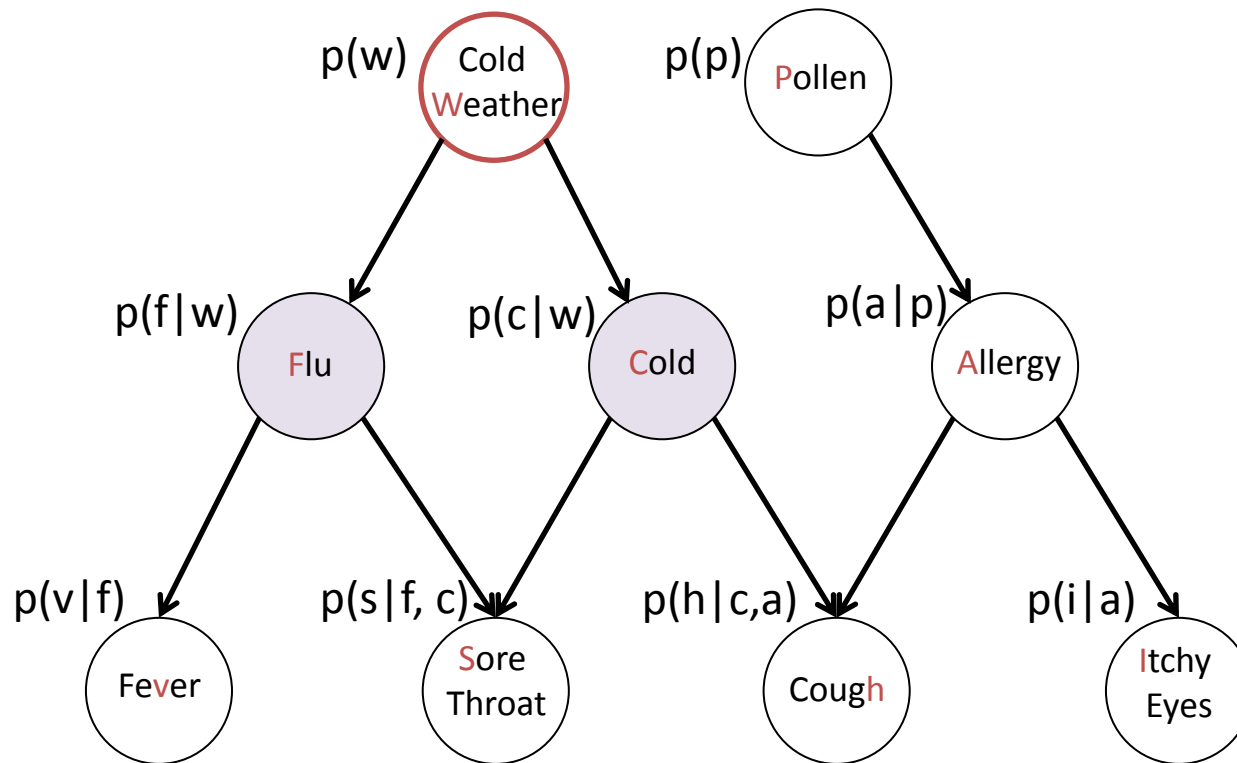 p(w)
Cold
Weather
p(p)
Pollen
p(f|w)
Flu
p(c|w)
Cold
p(a|p)
Allergy
p(v|f)
Fever
p(s|f, c)
Sore
Throat
p(h|c,a)
Cough
p(i|a)
Itchy
Eyes